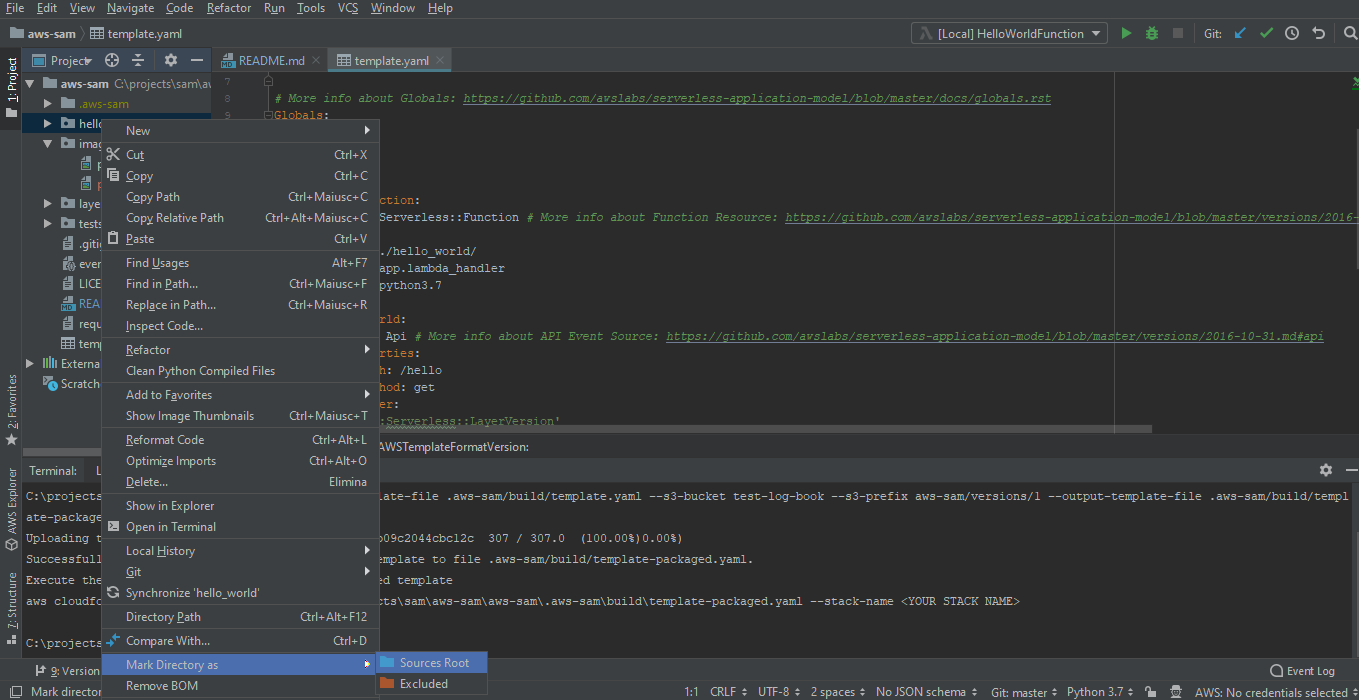 File Edit View Navigate Code Refactor Run Tools VCS Window Help
aws-sam template.yaml [Local] HelloWorldFunction Git:
1: Project
Project README.md template.yaml
aws-sam C:\projects\sam\
.aws-sam
hello
imag
laye
tests
.giti
even
LICE
REA
requ
temp
Externa
Scratch
7
8 # More info about Globals: https://github.com/awslabs/serverless-application-model/blob/master/docs/globals.rst
9 Globals:
ction:
Serverless::Function # More info about Function Resource: https://github.com/awslabs/serverless-application-model/blob/master/versions/2016-
./hello_world/
app.lambda_handler
python3.7
rld:
Api # More info about API Event Source: https://github.com/awslabs/serverless-application-model/blob/master/versions/2016-10-31.md#api
erties:
h: /hello
hod: get
er:
:Serverless::LayerVersion'
AWSTemplateFormatVersion:
New
Cut Ctrl+X
Copy Ctrl+C
Copy Path Ctrl+Maiusc+C
Copy Relative Path Ctrl+Alt+Maiusc+C
Paste Ctrl+V
Find Usages Alt+F7
Find in Path... Ctrl+Maiusc+F
Replace in Path... Ctrl+Maiusc+R
Inspect Code...
Refactor
Clean Python Compiled Files
Add to Favorites
Show Image Thumbnails Ctrl+Maiusc+T
Reformat Code Ctrl+Alt+L
Optimize Imports Ctrl+Alt+O
Delete... Elimina
Show in Explorer
Open in Terminal
Local History
Git
Synchronize 'hello_world'
Directory Path Ctrl+Alt+F12
Compare With... Ctrl+D
Mark Directory as
Remove BOM
Sources Root
Excluded
2: Favorites
AWS Explorer
7: Structure
Terminal: L
C:\projects late-file .aws-sam/build/template.yaml --s3-bucket test-log-book --s3-prefix aws-sam/versions/1 --output-template-file .aws-sam/build/templ
ate-package
Uploading t b09c2044cbc12c 307 / 307.0 (100.00%)0.00%)
Successfull emplate to file .aws-sam/build/template-packaged.yaml.
Execute the ed template
aws cloudfo cts\sam\aws-sam\aws-sam\.aws-sam\build\template-packaged.yaml --stack-name <YOUR STACK NAME>
C:\projects
9: Version Event Log
Mark director 1:1 CRLF UTF-8 2 spaces No JSON schema Git: master Python 3.7 AWS: No credentials selected